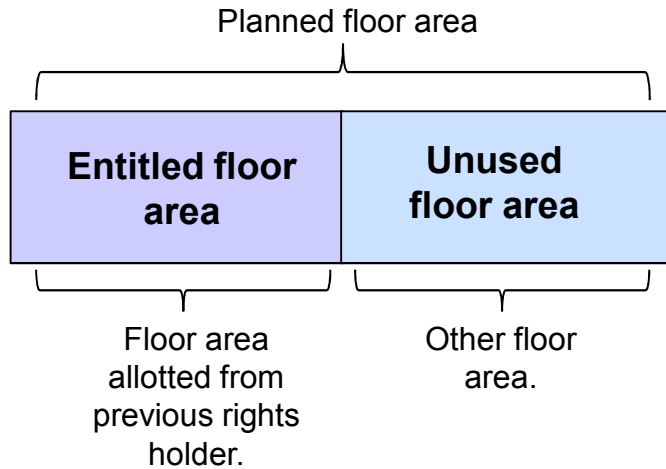 Planned floor area
Entitled floor
area
Unused
floor area
Floor area
allotted from
previous rights
holder.
Other floor
area.